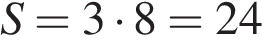 S = 3 · 8 = 24